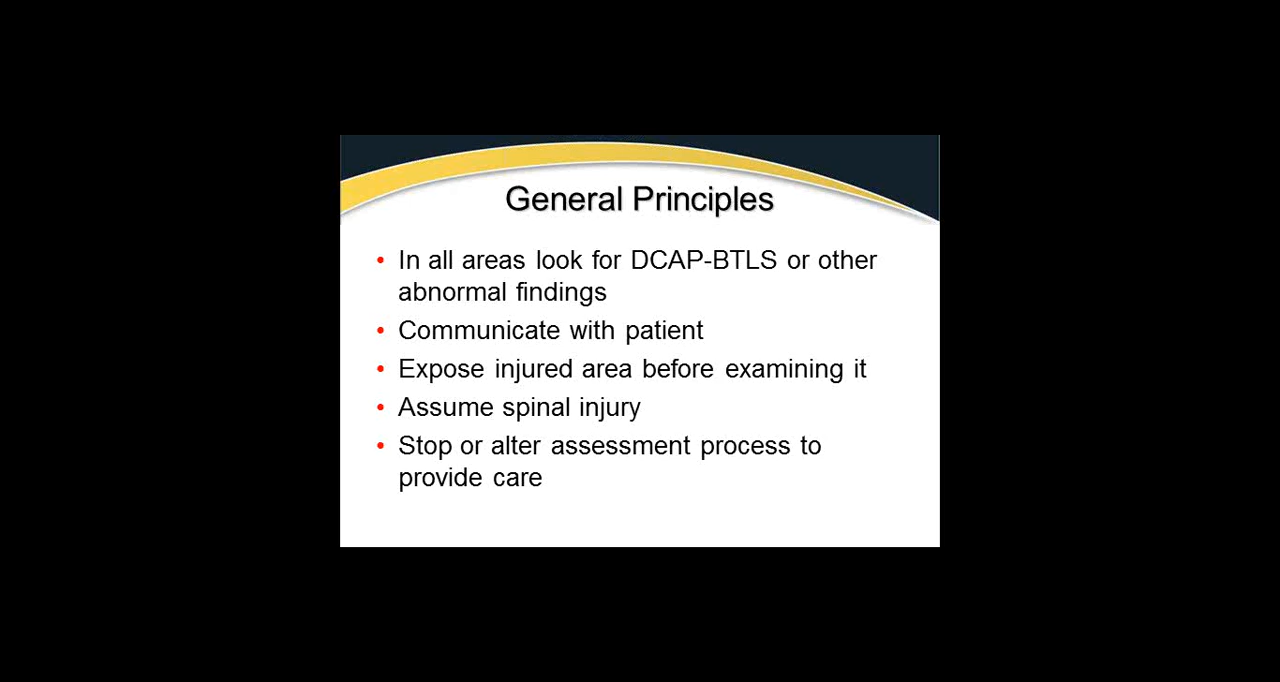 General Principles
• In all areas look for DCAP-BTLS or other
abnormal findings
• Communicate with patient
• Expose injured area before examining it
• Assume spinal injury
• Stop or alter assessment process to
provide care